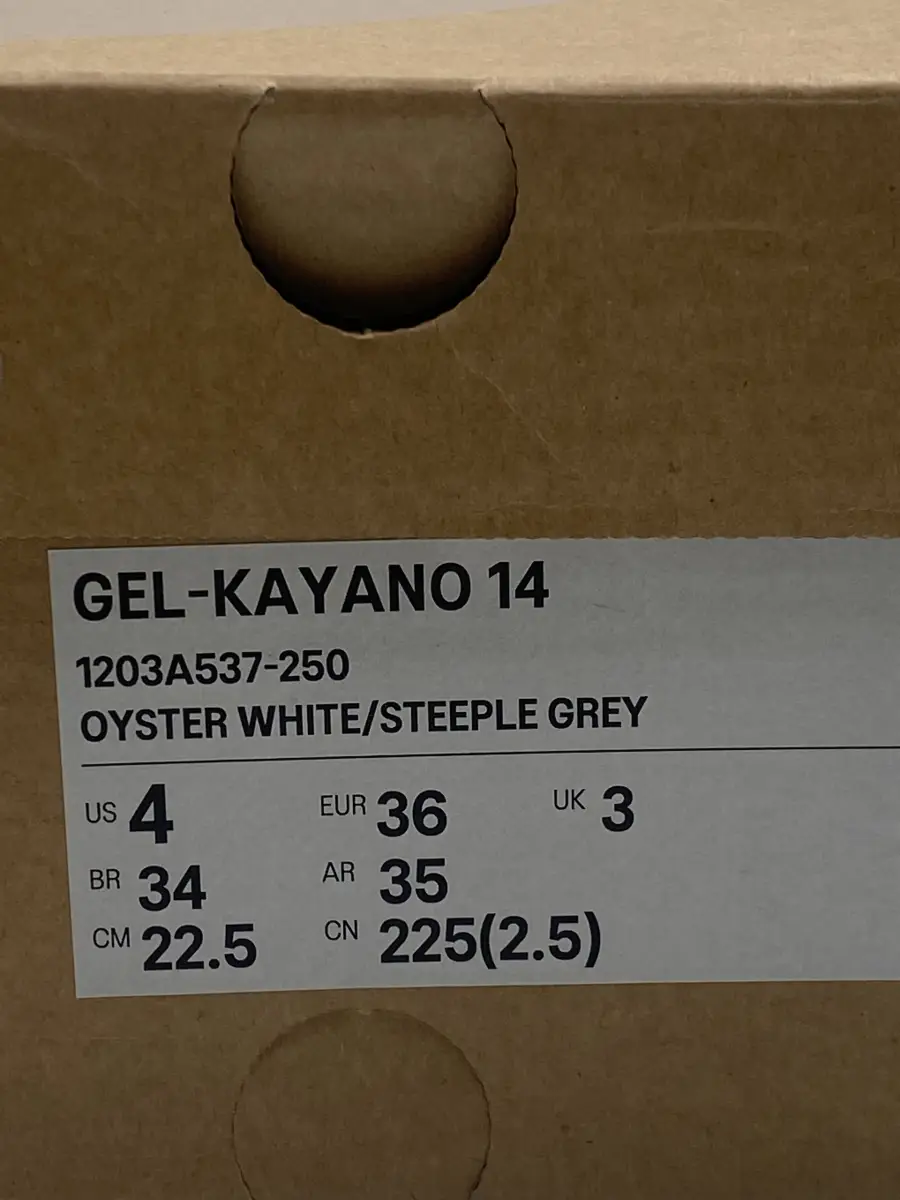 GEL-KAYANO 14
1203A537-250
OYSTER WHITE/STEEPLE GREY
US 4 EUR 36 UK 3
BR 34 AR 35
CM 22.5 CN 225(2.5)